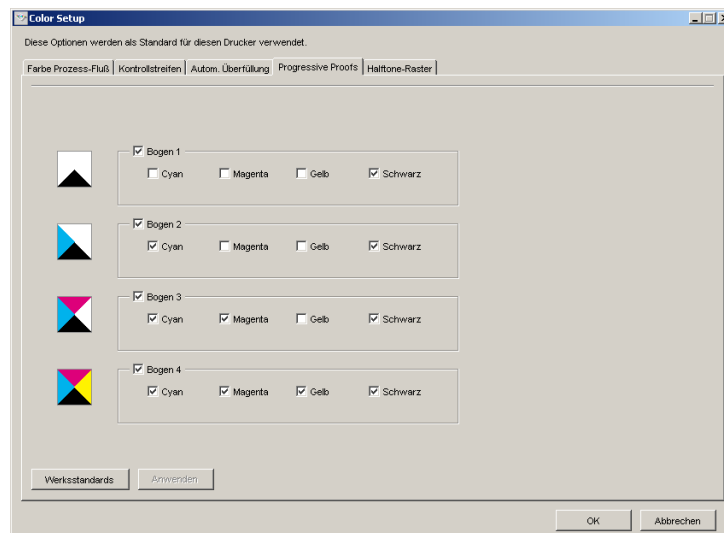 Color Setup
Diese Optionen werden als Standard für diesen Drucker verwendet.
Farbe Prozess-Fluß Kontrollstreifen Autom. Überfüllung Progressive Proofs Halftone-Raster
Bogen 1
Cyan Magenta Gelb Schwarz
Bogen 2
Cyan Magenta Gelb Schwarz
Bogen 3
Cyan Magenta Gelb Schwarz
Bogen 4
Cyan Magenta Gelb Schwarz
Werksstandards Anwenden
OK Abbrechen